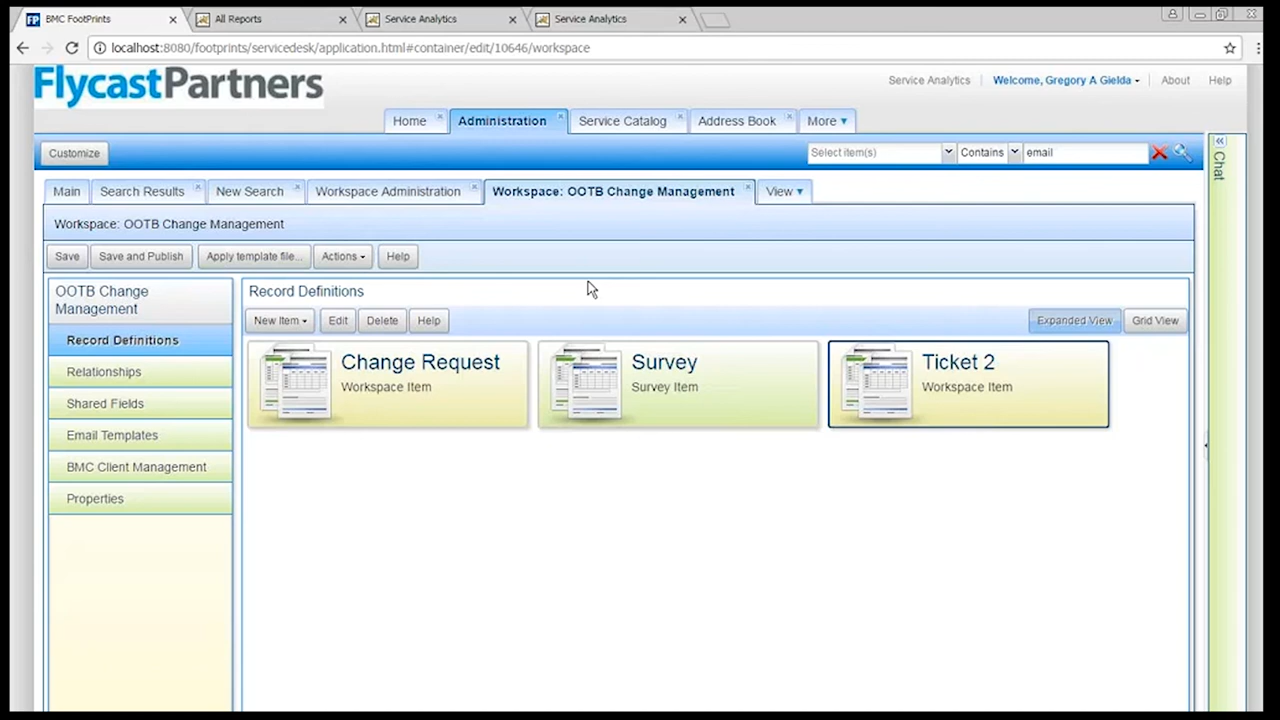 BMC FootPrints All Reports Service Analytics Service Analytics
localhost:8080/footprints/servicedesk/application.html#container/edit/10646/workspace
FlycastPartners
Service Analytics Welcome, Gregory A Gielda About Help
Home Administration Service Catalog Address Book More
Customize Select item(s) Contains email
Chat
Main Search Results New Search Workspace Administration Workspace: OOTB Change Management View
Workspace: OOTB Change Management
Save Save and Publish Apply template file... Actions Help
OOTB Change
Management
Record Definitions
Relationships
Shared Fields
Email Templates
BMC Client Management
Properties
Record Definitions
New Item Edit Delete Help Expanded View Grid View
Change Request
Workspace Item
Survey
Survey Item
Ticket 2
Workspace Item